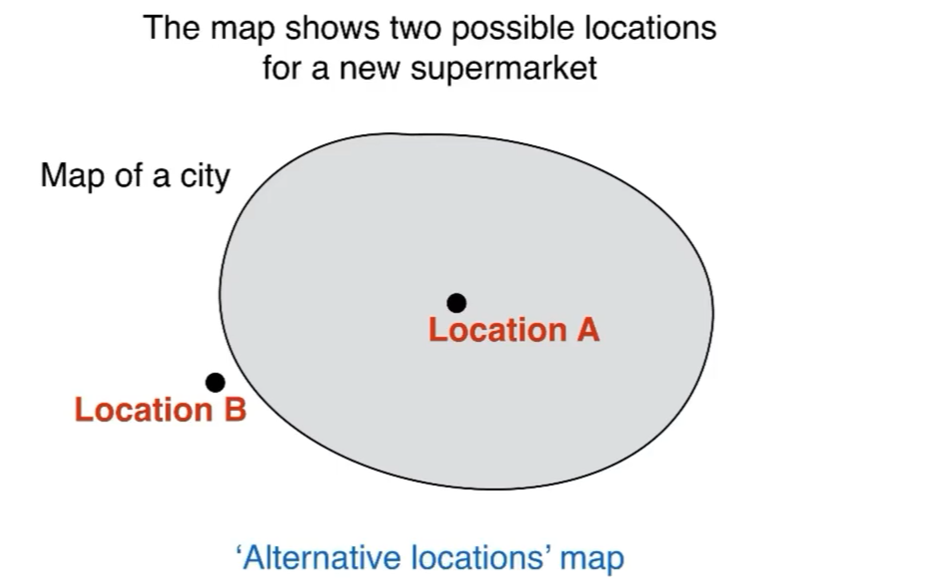 The map shows two possible locations
for a new supermarket
Map of a city
Location A
Location B
‘Alternative locations’ map